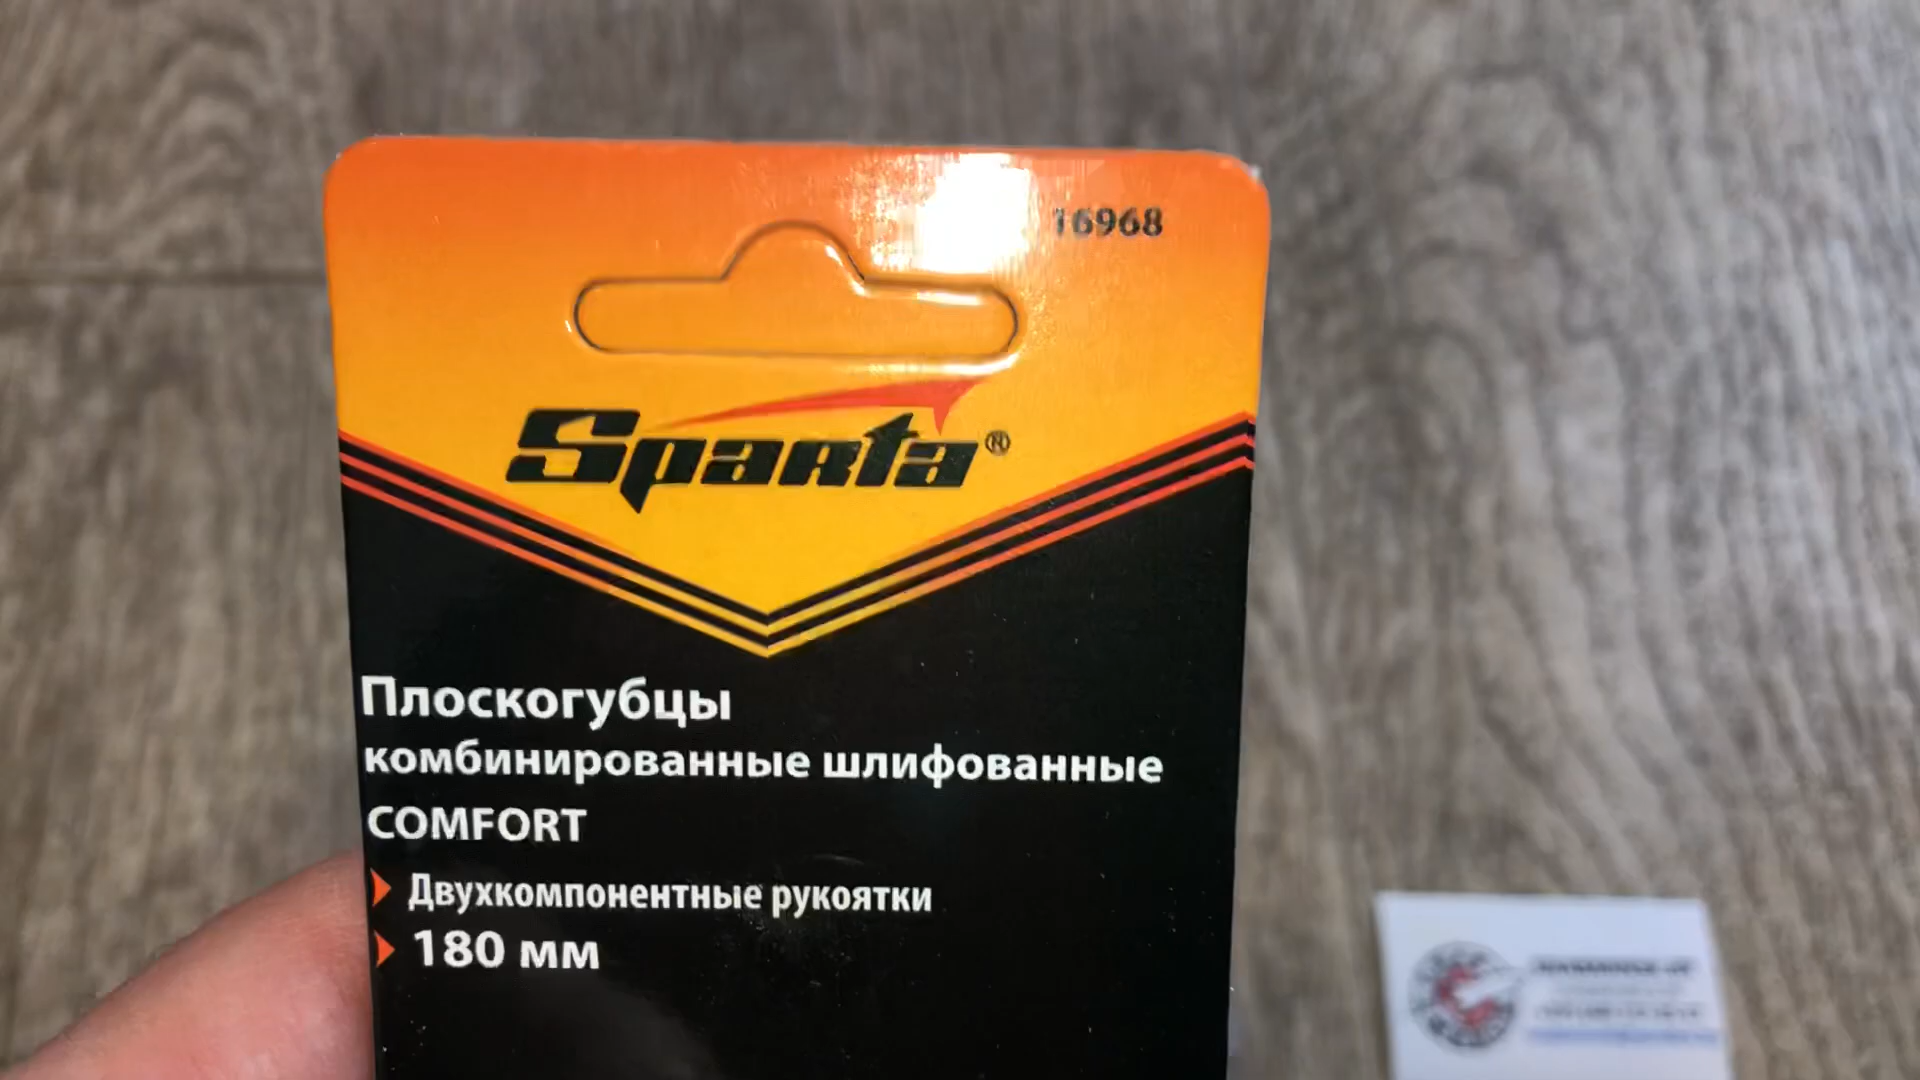 16968
Sparta®
Плоскогубцы
комбинированные шлифованные
COMFORT
Двухкомпонентные рукоятки
180 мм